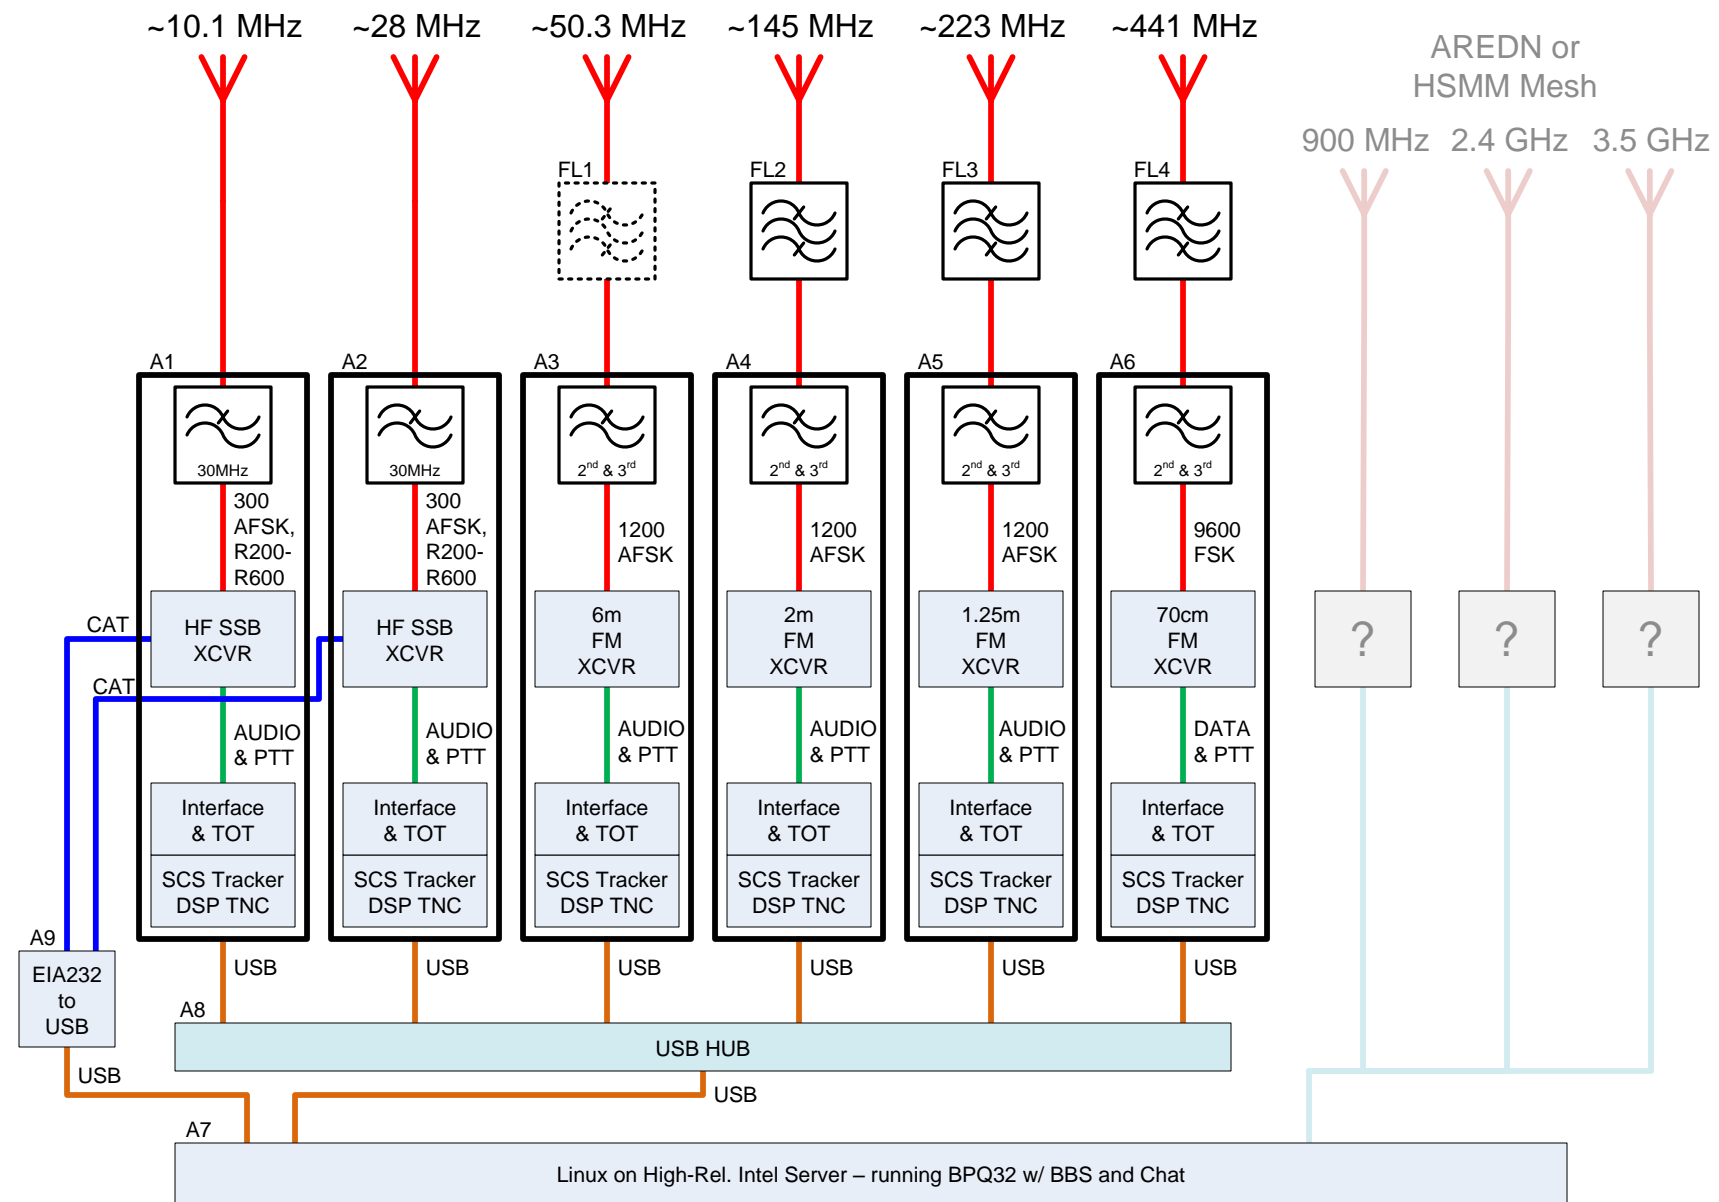 ~10.1 MHz
~28 MHz
~50.3 MHz
~145 MHz
~223 MHz
~441 MHz
AREDN or
HSMM Mesh
900 MHz
2.4 GHz
3.5 GHz
FL1
FL2
FL3
FL4
A1
A2
A3
A4
A5
A6
30MHz
30MHz
2nd & 3rd
2nd & 3rd
2nd & 3rd
2nd & 3rd
300
AFSK,
R200-
R600
300
AFSK,
R200-
R600
1200
AFSK
1200
AFSK
1200
AFSK
9600
FSK
CAT
HF SSB
XCVR
HF SSB
XCVR
6m
FM
XCVR
2m
FM
XCVR
1.25m
FM
XCVR
70cm
FM
XCVR
?
?
?
CAT
AUDIO
& PTT
AUDIO
& PTT
AUDIO
& PTT
AUDIO
& PTT
AUDIO
& PTT
DATA
& PTT
Interface
& TOT
Interface
& TOT
Interface
& TOT
Interface
& TOT
Interface
& TOT
Interface
& TOT
SCS Tracker
DSP TNC
SCS Tracker
DSP TNC
SCS Tracker
DSP TNC
SCS Tracker
DSP TNC
SCS Tracker
DSP TNC
SCS Tracker
DSP TNC
A9
EIA232
to
USB
USB
USB
USB
USB
USB
USB
A8
USB HUB
USB
USB
A7
Linux on High-Rel. Intel Server – running BPQ32 w/ BBS and Chat